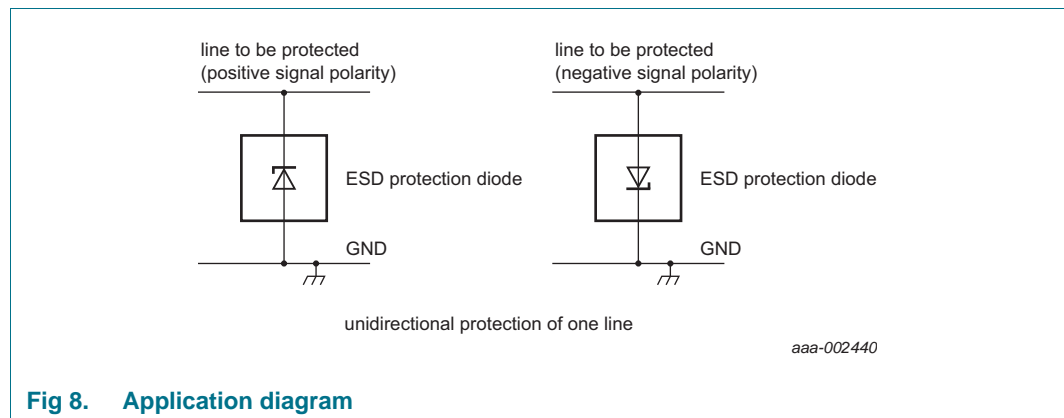 line to be protected
(positive signal polarity)
line to be protected
(negative signal polarity)
ESD protection diode
ESD protection diode
GND
GND
unidirectional protection of one line
aaa-002440
Fig 8. Application diagram